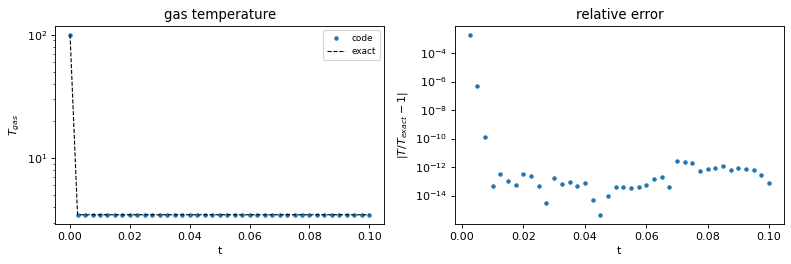 gas temperature
10²
10¹
T_gas
code
exact
0.00 0.02 0.04 0.06 0.08 0.10
t
relative error
10⁻⁴
10⁻⁶
10⁻⁸
10⁻¹⁰
10⁻¹²
10⁻¹⁴
|T/T_exact − 1|
0.00 0.02 0.04 0.06 0.08 0.10
t